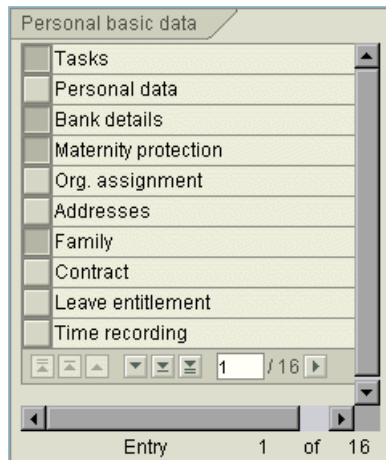 Personal basic data
Tasks
Personal data
Bank details
Maternity protection
Org. assignment
Addresses
Family
Contract
Leave entitlement
Time recording
1 / 16
Entry 1 of 16